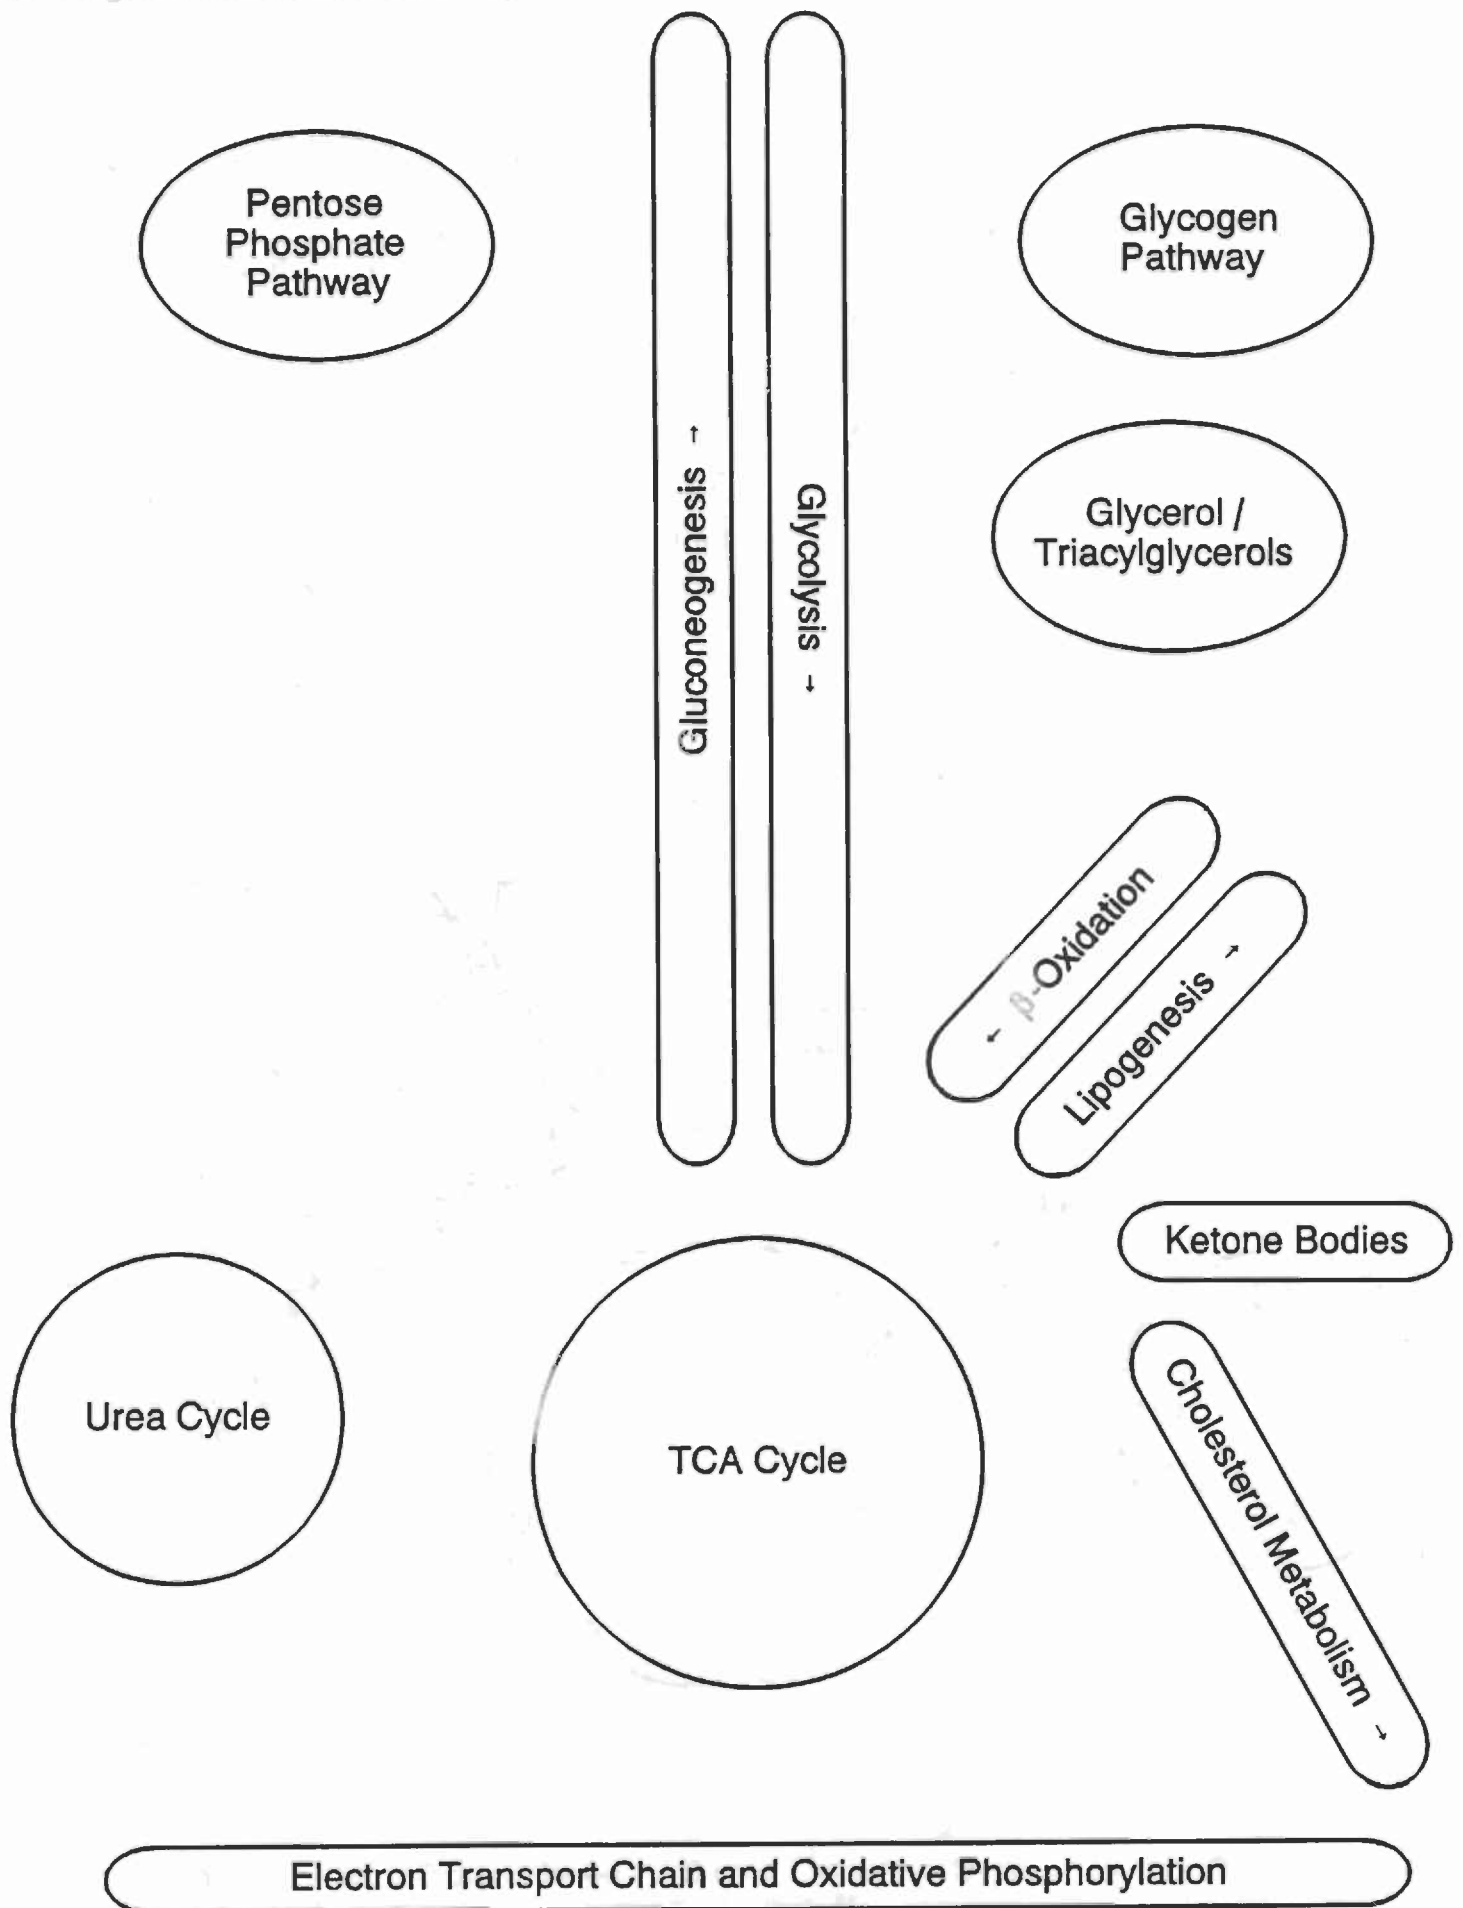 Pentose
Phosphate
Pathway
Glycogen
Pathway
Gluconeogenesis →
Glycolysis →
Glycerol /
Triacylglycerols
← β-Oxidation
Lipogenesis →
Ketone Bodies
Urea Cycle
TCA Cycle
Cholesterol Metabolism →
Electron Transport Chain and Oxidative Phosphorylation